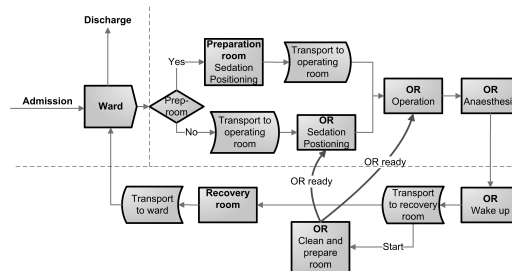 Discharge
Admission
Ward
Prep-
room
Yes
No
Preparation
room
Sedation
Positioning
Transport to
operating
room
Transport to
operating
room
OR
Sedation
Postioning
OR
Operation
OR
Anaesthesi
OR ready
OR ready
Transport
to ward
Recovery
room
Transport
to recovery
room
OR
Wake up
Start
OR
Clean and
prepare
room